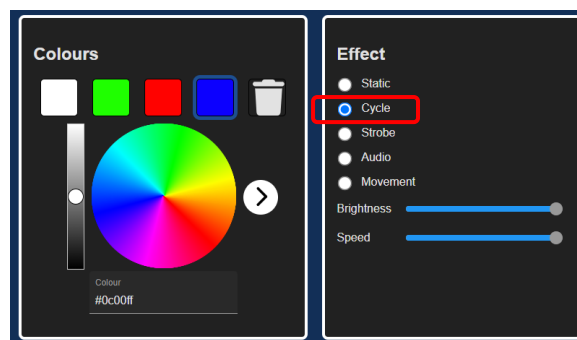 Colours
Colour
#0c00ff
Effect
Static
Cycle
Strobe
Audio
Movement
Brightness
Speed